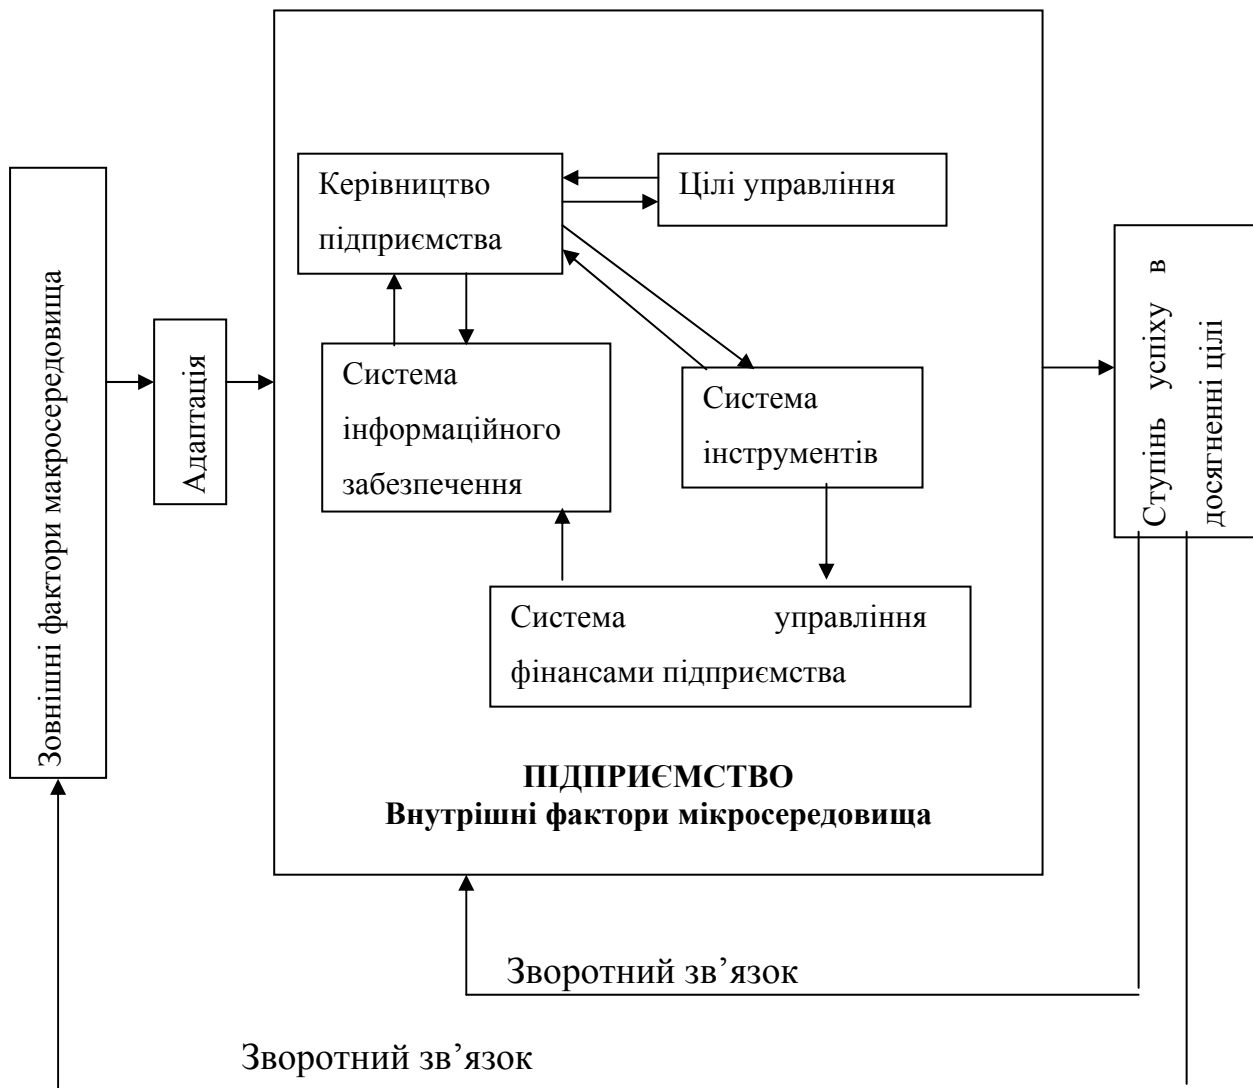 Керівництво
підприємства
Цілі управління
Зовнішні фактори макросередовища
Адаптація
Система
інформаційного
забезпечення
Система
інструментів
Ступінь успіху в
досягненні цілі
Система управління
фінансами підприємства
ПІДПРИЄМСТВО
Внутрішні фактори мікросередовища
Зворотний зв’язок
Зворотний зв’язок